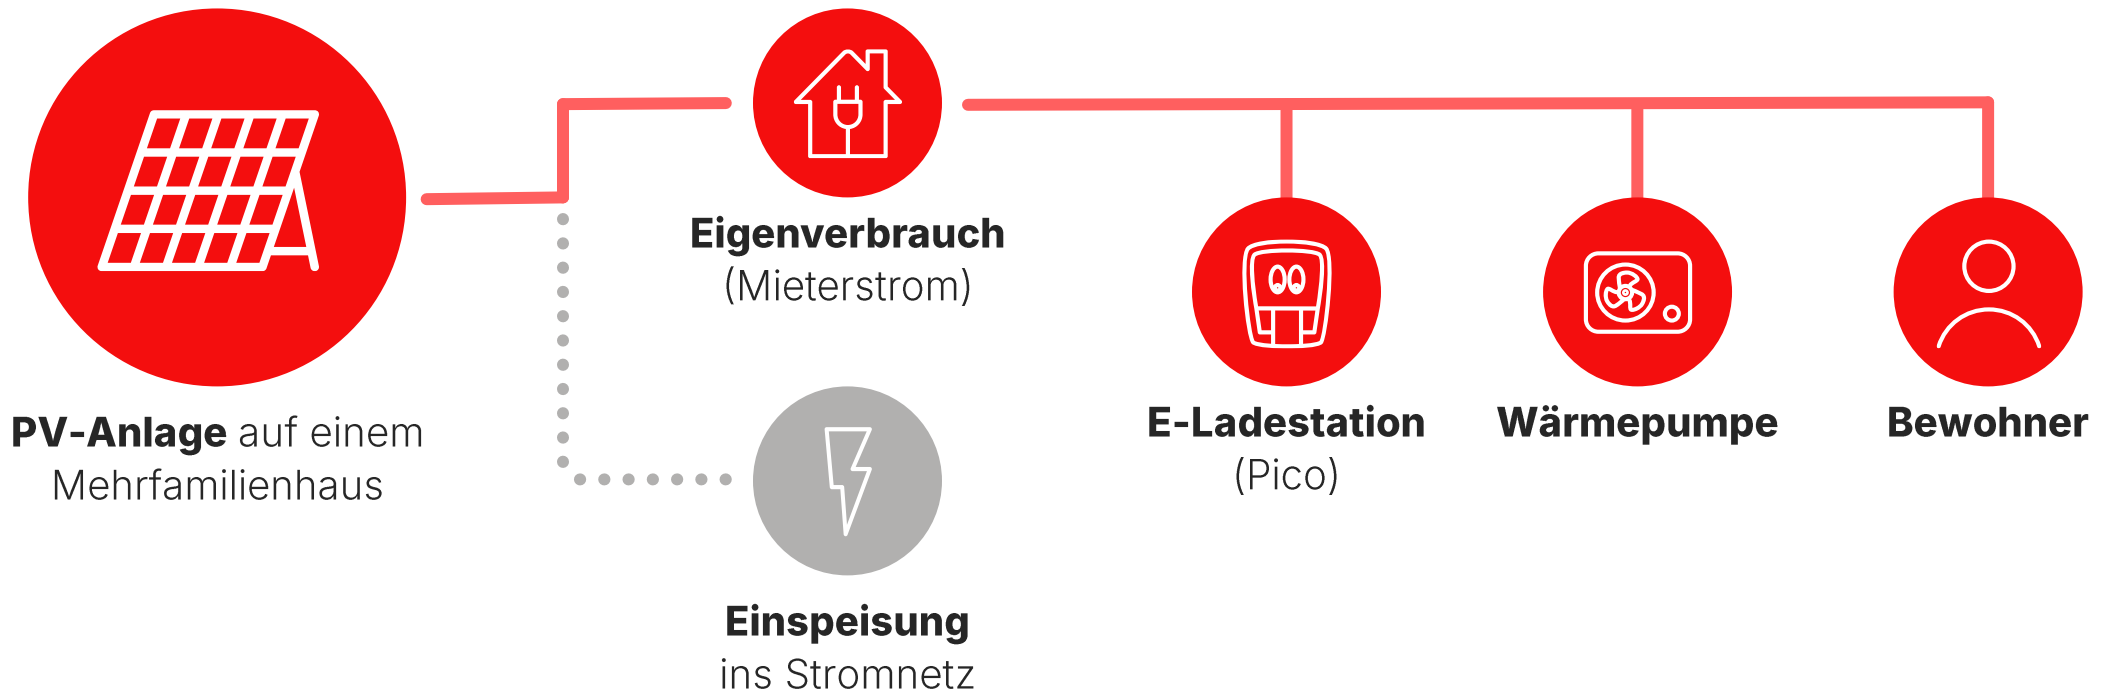 PV-Anlage auf einem
Mehrfamilienhaus
Eigenverbrauch
(Mieterstrom)
Einspeisung
ins Stromnetz
E-Ladestation
(Pico)
Wärmepumpe
Bewohner